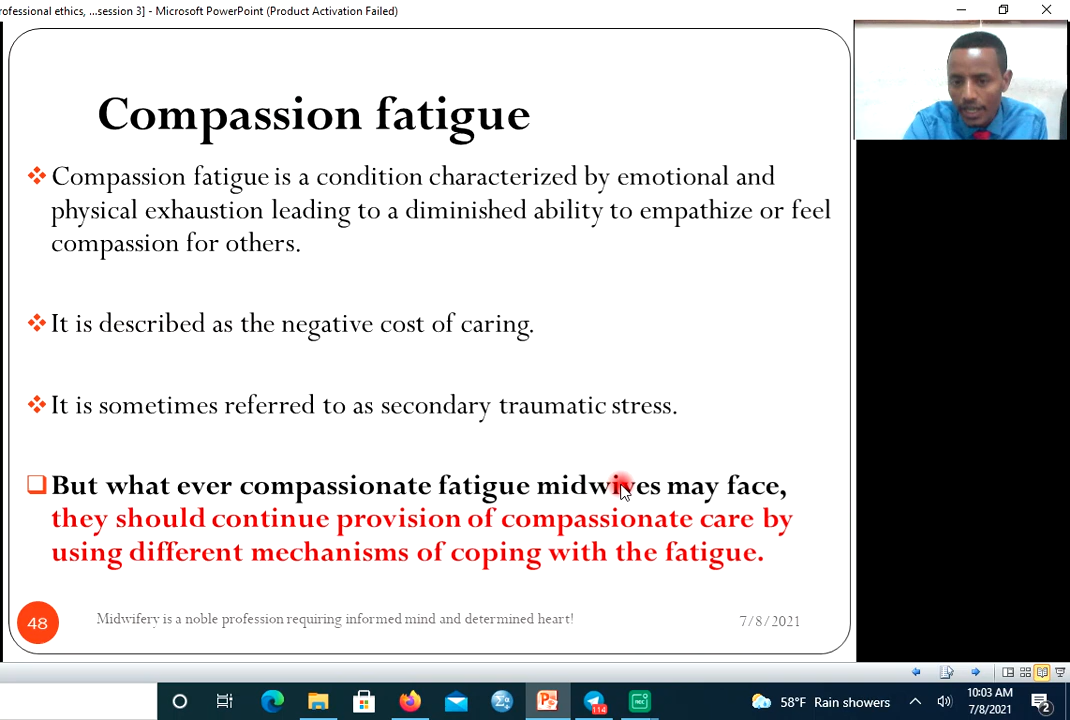 rofessional ethics, ...session 3] - Microsoft PowerPoint (Product Activation Failed)
Compassion fatigue
Compassion fatigue is a condition characterized by emotional and
physical exhaustion leading to a diminished ability to empathize or feel
compassion for others.
It is described as the negative cost of caring.
It is sometimes referred to as secondary traumatic stress.
But what ever compassionate fatigue midwives may face,
they should continue provision of compassionate care by
using different mechanisms of coping with the fatigue.
48
Midwifery is a noble profession requiring informed mind and determined heart!
7/8/2021
114
REC
58°F Rain showers
10:03 AM
7/8/2021
2